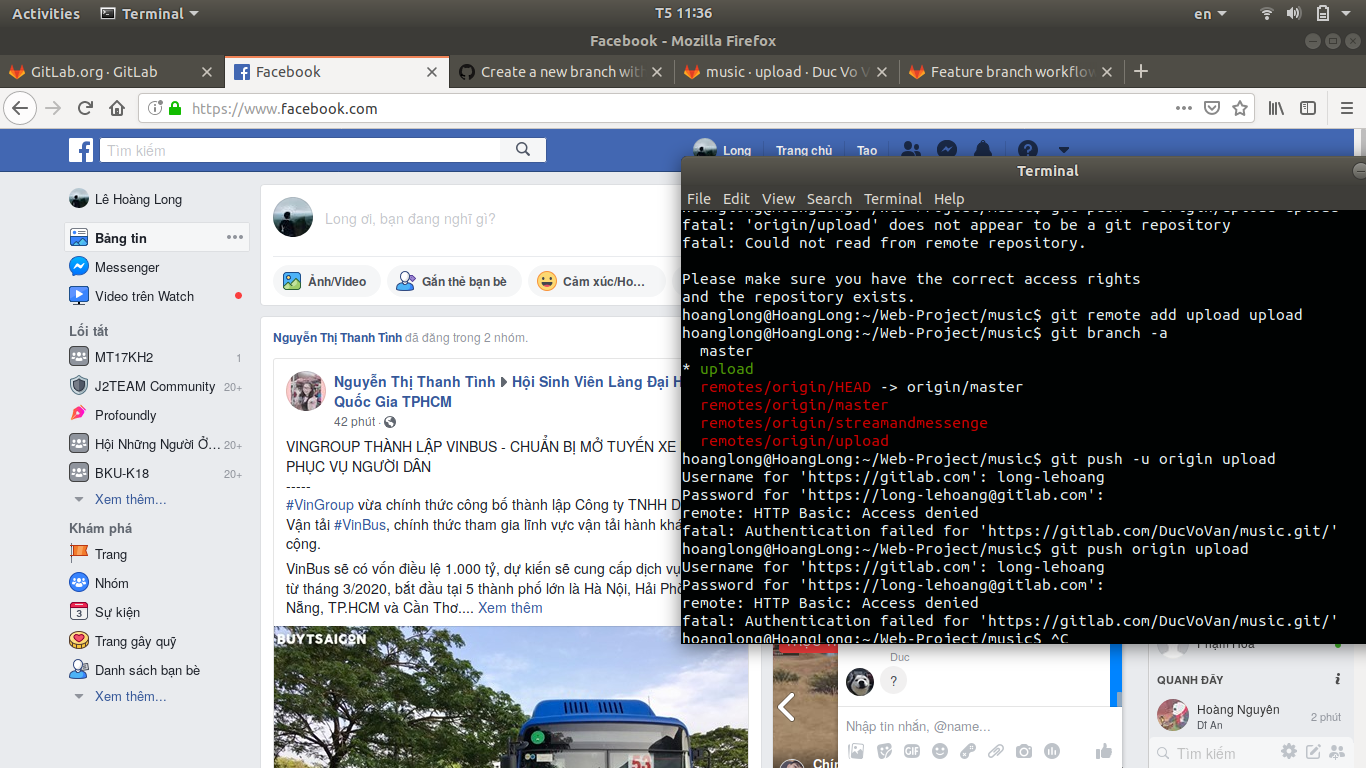 Activities
Terminal
T5 11:36
en
Facebook - Mozilla Firefox
GitLab.org · GitLab
Facebook
Create a new branch with
music · upload · Duc Vo V
Feature branch workflow
https://www.facebook.com
Tìm kiếm
Long
Trang chủ
Tạo
Lê Hoàng Long
Bảng tin
Messenger
Video trên Watch
Lối tắt
MT17KH2 1
J2TEAM Community 20+
Profoundly
Hội Những Người Ở... 20+
BKU-K18 20+
Xem thêm...
Khám phá
Trang
Nhóm
Sự kiện
Trang gây quỹ
Danh sách bạn bè
Xem thêm...
Long ơi, bạn đang nghĩ gì?
Ảnh/Video
Gắn thẻ bạn bè
Cảm xúc/Ho...
Nguyễn Thị Thanh Tình đã đăng trong 2 nhóm.
Nguyễn Thị Thanh Tình Hội Sinh Viên Làng Đại H
Quốc Gia TPHCM
42 phút ·
VINGROUP THÀNH LẬP VINBUS - CHUẨN BỊ MỞ TUYẾN XE
PHỤC VỤ NGƯỜI DÂN
-----
#VinGroup vừa chính thức công bố thành lập Công ty TNHH D
Vận tải #VinBus, chính thức tham gia lĩnh vực vận tải hành khá
cộng.
VinBus sẽ có vốn điều lệ 1.000 tỷ, dự kiến sẽ cung cấp dịch vụ
từ tháng 3/2020, bắt đầu tại 5 thành phố lớn là Hà Nội, Hải Phò
Nẵng, TP.HCM và Cần Thơ.... Xem thêm
BUYTSAIGON
53
Terminal
File Edit View Search Terminal Help
fatal: 'origin/upload' does not appear to be a git repository
fatal: Could not read from remote repository.
Please make sure you have the correct access rights
and the repository exists.
hoanglong@HoangLong:~/Web-Project/music$ git remote add upload upload
hoanglong@HoangLong:~/Web-Project/music$ git branch -a
master
* upload
remotes/origin/HEAD -> origin/master
remotes/origin/master
remotes/origin/streamandmessenge
remotes/origin/upload
hoanglong@HoangLong:~/Web-Project/music$ git push -u origin upload
Username for 'https://gitlab.com': long-lehoang
Password for 'https://long-lehoang@gitlab.com':
remote: HTTP Basic: Access denied
fatal: Authentication failed for 'https://gitlab.com/DucVoVan/music.git/'
hoanglong@HoangLong:~/Web-Project/music$ git push origin upload
Username for 'https://gitlab.com': long-lehoang
Password for 'https://long-lehoang@gitlab.com':
remote: HTTP Basic: Access denied
fatal: Authentication failed for 'https://gitlab.com/DucVoVan/music.git/'
hoanglong@HoangLong:~/Web-Project/music$ ^C
Duc
?
Nhập tin nhắn, @name...
GIF
Chín
QUANH ĐÂY
Hoàng Nguyên
Dĩ An
2 phút
Tìm kiếm